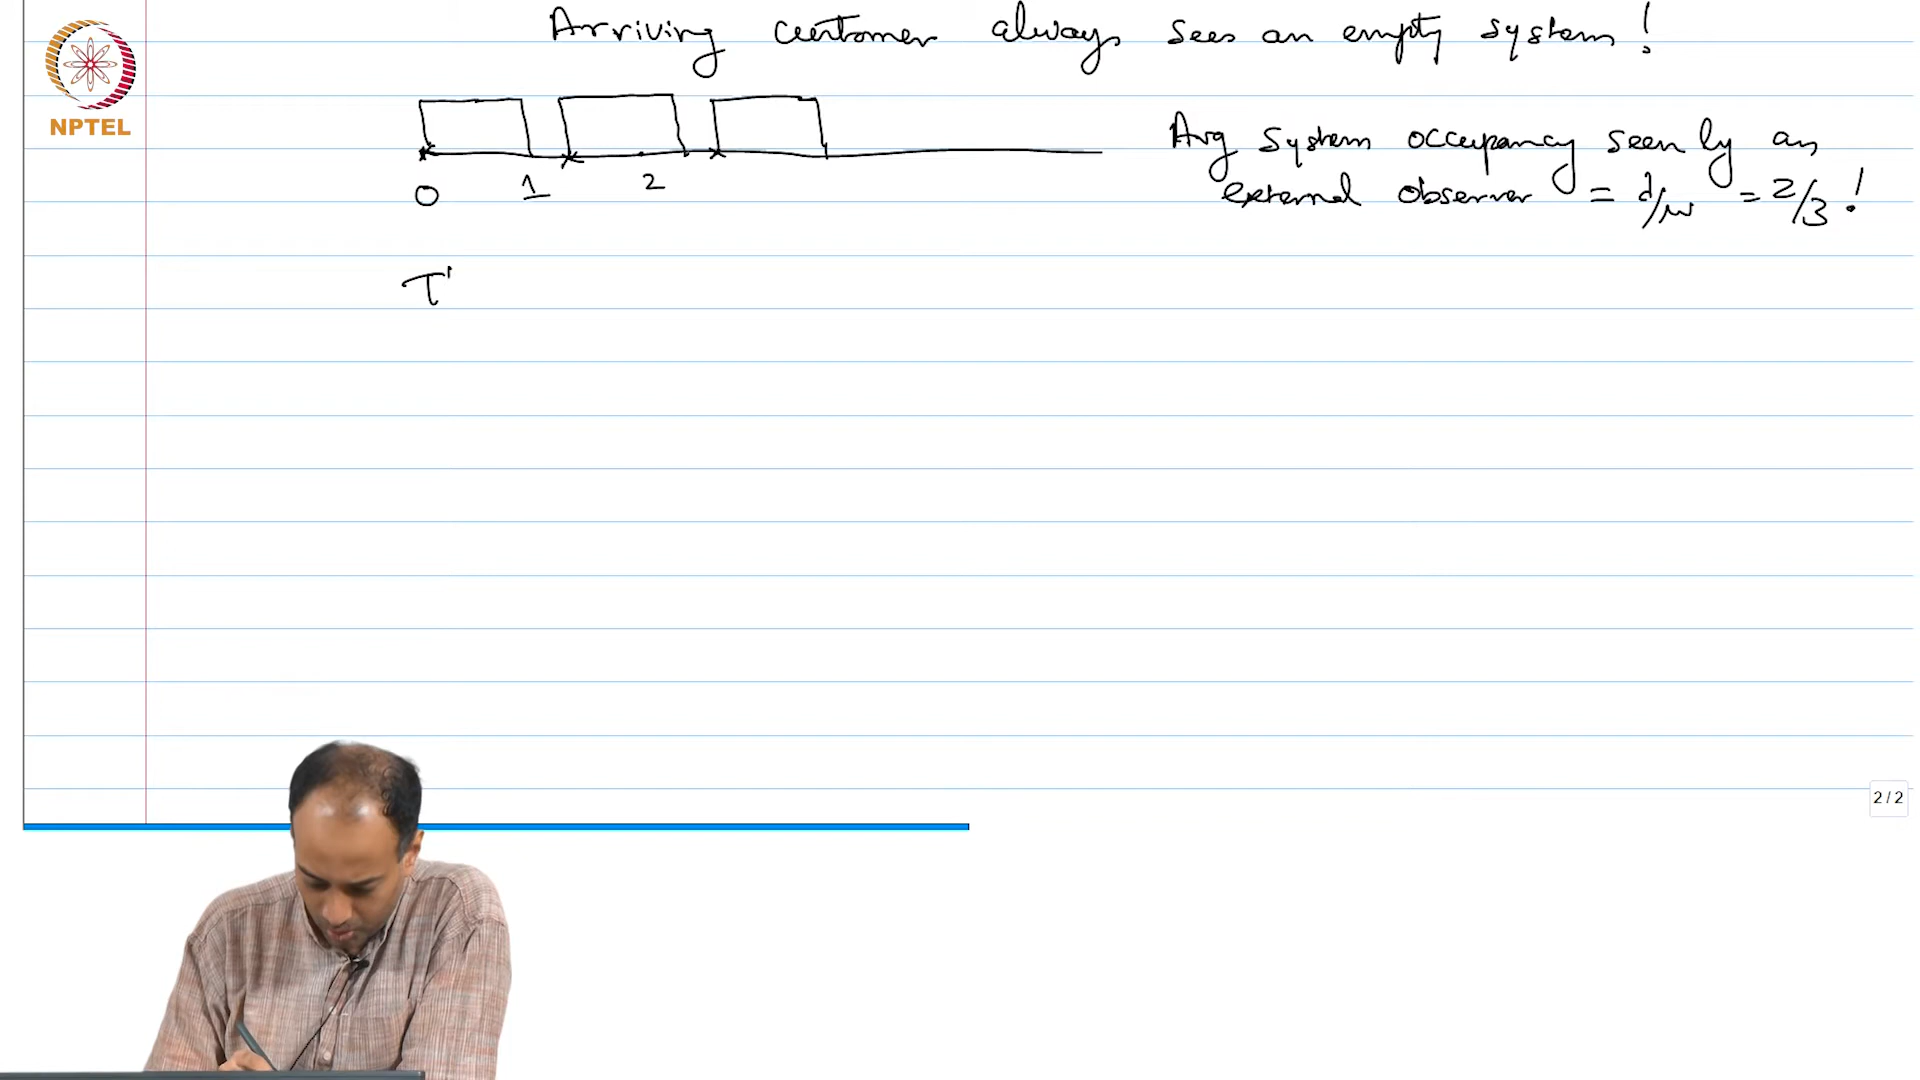 Arriving customer always sees an empty system!
NPTEL
Avg system occupancy seen by an
external observer = λ/μ = 2/3!
0 1 2
T'
2 / 2